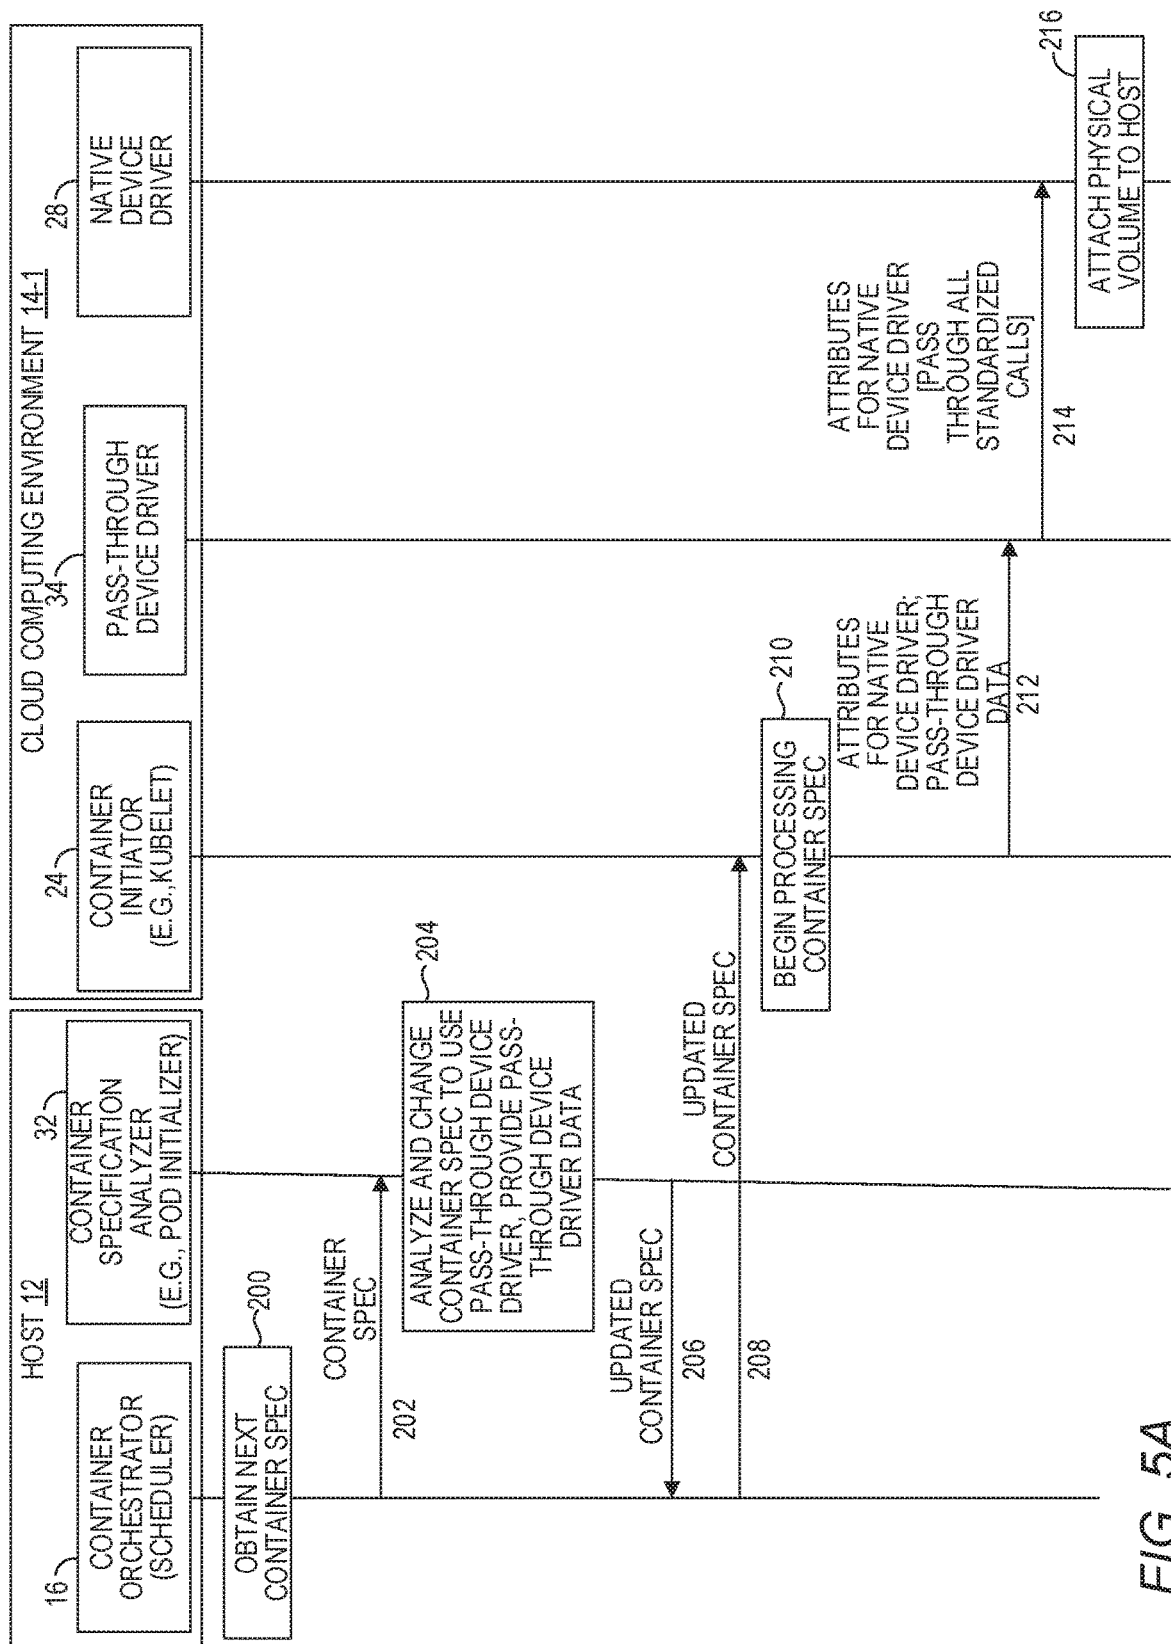 HOST 12
CLOUD COMPUTING ENVIRONMENT 14-1
16
CONTAINER
ORCHESTRATOR
(SCHEDULER)
32
CONTAINER
SPECIFICATION
ANALYZER
(E.G., POD INITIALIZER)
24
CONTAINER
INITIATOR
(E.G.,KUBELET)
34
PASS-THROUGH
DEVICE DRIVER
28
NATIVE
DEVICE
DRIVER
200
OBTAIN NEXT
CONTAINER SPEC
CONTAINER
SPEC
202
204
ANALYZE AND CHANGE
CONTAINER SPEC TO USE
PASS-THROUGH DEVICE
DRIVER, PROVIDE PASS-
THROUGH DEVICE
DRIVER DATA
UPDATED
CONTAINER SPEC
206
UPDATED
CONTAINER SPEC
208
210
BEGIN PROCESSING
CONTAINER SPEC
ATTRIBUTES
FOR NATIVE
DEVICE DRIVER;
PASS-THROUGH
DEVICE DRIVER
DATA
212
ATTRIBUTES
FOR NATIVE
DEVICE DRIVER
[PASS
THROUGH ALL
STANDARDIZED
CALLS]
214
216
ATTACH PHYSICAL
VOLUME TO HOST
FIG. 5A